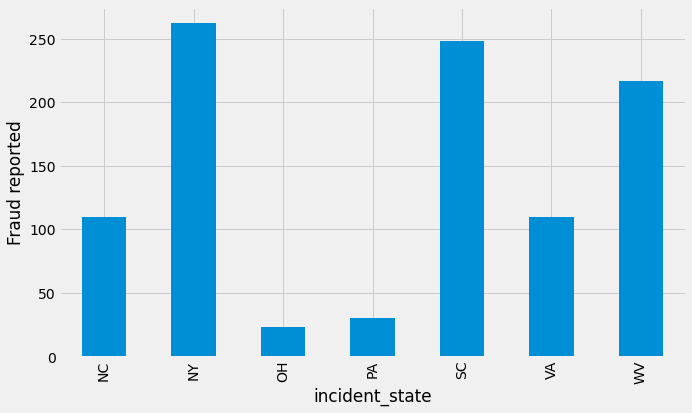 Fraud reported
250
200
150
100
50
0
NC
NY
OH
PA
SC
VA
WV
incident_state